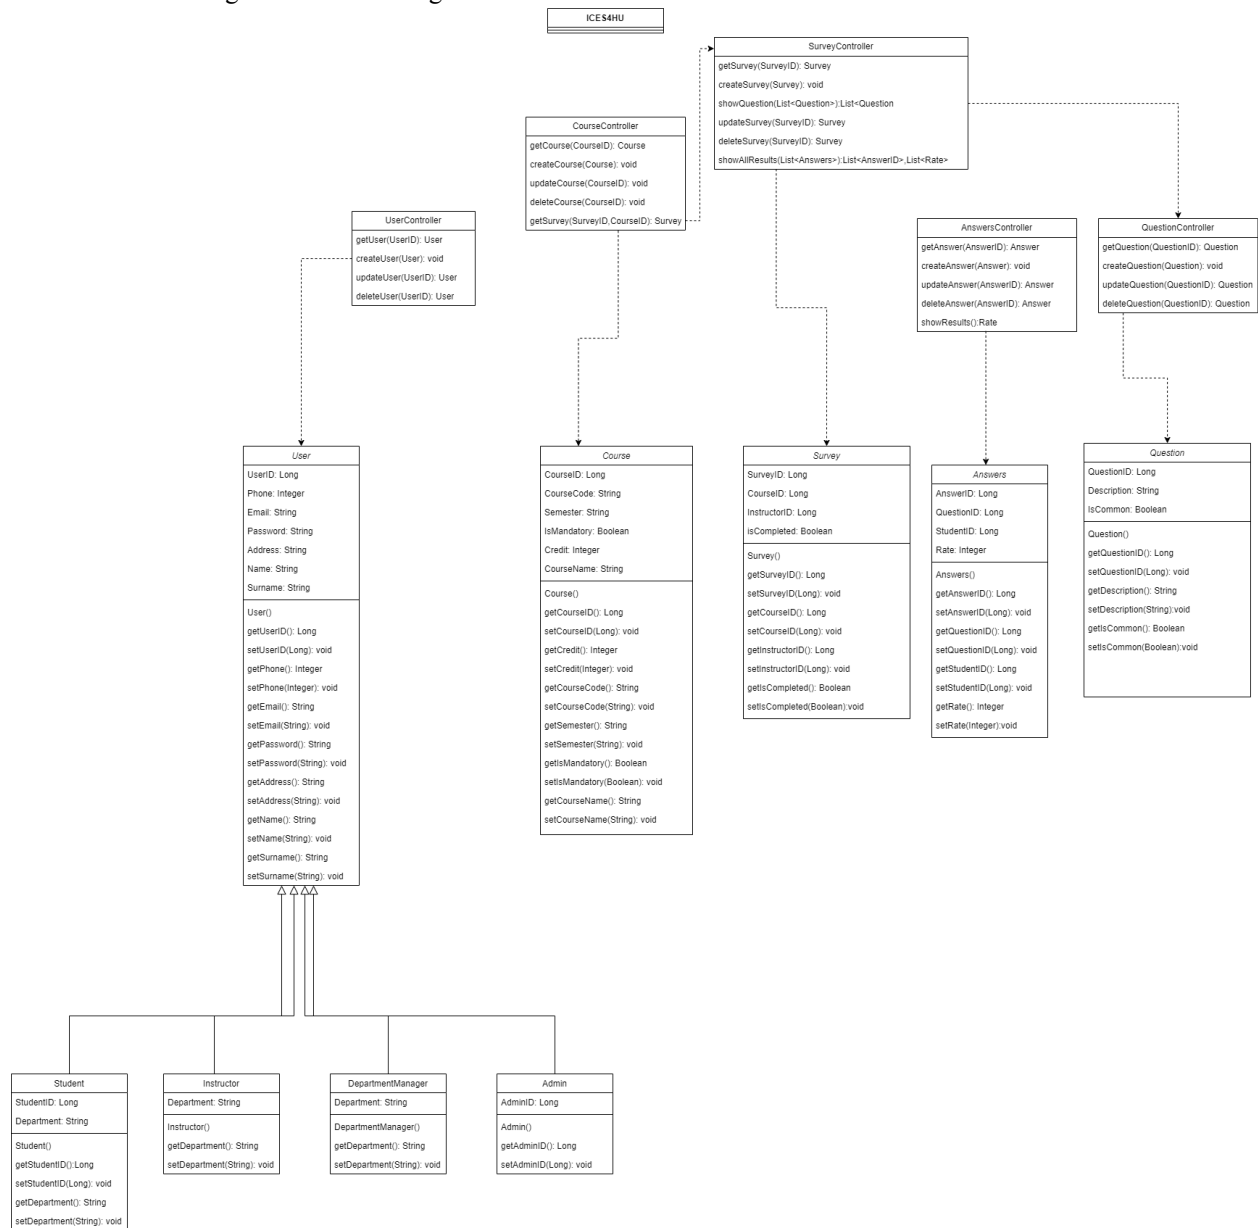 ICES4HU
SurveyController
getSurvey(SurveyID): Survey
createSurvey(Survey): void
showQuestion(List<Question>):List<Question
updateSurvey(SurveyID): Survey
deleteSurvey(SurveyID): Survey
showAllResults(List<Answers>):List<AnswerID>,List<Rate>
CourseController
getCourse(CourseID): Course
createCourse(Course): void
updateCourse(CourseID): void
deleteCourse(CourseID): void
getSurvey(SurveyID,CourseID): Survey
UserController
getUser(UserID): User
createUser(User): void
updateUser(UserID): User
deleteUser(UserID): User
AnswersController
getAnswer(AnswerID): Answer
createAnswer(Answer): void
updateAnswer(AnswerID): Answer
deleteAnswer(AnswerID): Answer
showResults():Rate
QuestionController
getQuestion(QuestionID): Question
createQuestion(Question): void
updateQuestion(QuestionID): Question
deleteQuestion(QuestionID): Question
User
UserID: Long
Phone: Integer
Email: String
Password: String
Address: String
Name: String
Surname: String
User()
getUserID(): Long
setUserID(Long): void
getPhone(): Integer
setPhone(Integer): void
getEmail(): String
setEmail(String): void
getPassword(): String
setPassword(String): void
getAddress(): String
setAddress(String): void
getName(): String
setName(String): void
getSurname(): String
setSurname(String): void
Course
CourseID: Long
CourseCode: String
Semester: String
IsMandatory: Boolean
Credit: Integer
CourseName: String
Course()
getCourseID(): Long
setCourseID(Long): void
getCredit(): Integer
setCredit(Integer): void
getCourseCode(): String
setCourseCode(String): void
getSemester(): String
setSemester(String): void
getIsMandatory(): Boolean
setIsMandatory(Boolean): void
getCourseName(): String
setCourseName(String): void
Survey
SurveyID: Long
CourseID: Long
InstructorID: Long
isCompleted: Boolean
Survey()
getSurveyID(): Long
setSurveyID(Long): void
getCourseID(): Long
setCourseID(Long): void
getInstructorID(): Long
setInstructorID(Long): void
getIsCompleted(): Boolean
setIsCompleted(Boolean):void
Answers
AnswerID: Long
QuestionID: Long
StudentID: Long
Rate: Integer
Answers()
getAnswerID(): Long
setAnswerID(Long): void
getQuestionID(): Long
setQuestionID(Long): void
getStudentID(): Long
setStudentID(Long): void
getRate(): Integer
setRate(Integer):void
Question
QuestionID: Long
Description: String
IsCommon: Boolean
Question()
getQuestionID(): Long
setQuestionID(Long): void
getDescription(): String
setDescription(String):void
getIsCommon(): Boolean
setIsCommon(Boolean):void
Student
StudentID: Long
Department: String
Student()
getStudentID():Long
setStudentID(Long): void
getDepartment(): String
setDepartment(String): void
Instructor
Department: String
Instructor()
getDepartment(): String
setDepartment(String): void
DepartmentManager
Department: String
DepartmentManager()
getDepartment(): String
setDepartment(String): void
Admin
AdminID: Long
Admin()
getAdminID(): Long
setAdminID(Long): void